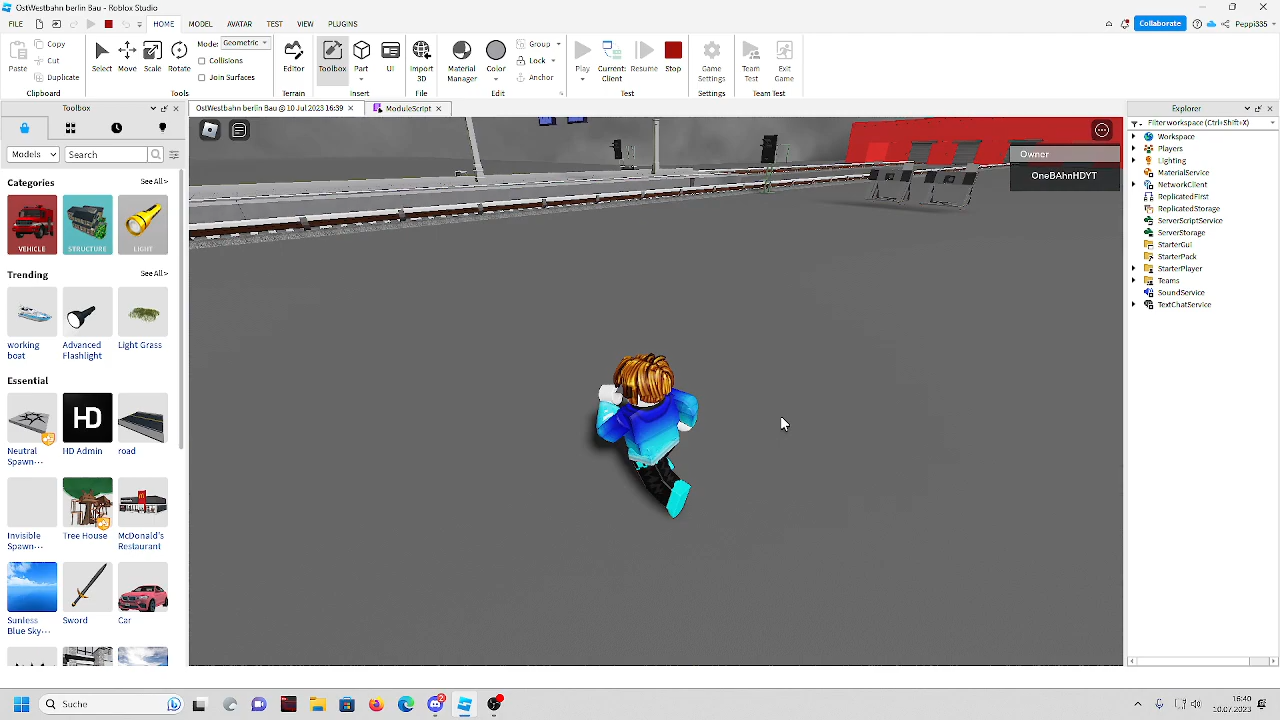 OstWestbahn berlin Bau - Roblox Studio
FILE
HOME MODEL AVATAR TEST VIEW PLUGINS
Collaborate
Peppi335
Copy
Cut
Duplicate
Paste
Select Move Scale Rotate
Mode: Geometric
Collisions
Join Surfaces
Editor Toolbox Part UI
Import 3D
Material Manager
Color
Group
Lock
Anchor
Play
Current: Client
Resume Stop
Game Settings
Team Test
Exit Game
Clipboard Tools Terrain Insert File Edit Test Settings Team Test
Toolbox
OstWestbahn berlin Bau @ 10 Jul 2023 16:39
ModuleScript
Explorer
Filter workspace (Ctrl+Shift+X)
Models
Search
Categories
See All>
VEHICLE STRUCTURE LIGHT
Trending
See All>
working boat
Advanced Flashlight
Light Grass
Essential
HD
Neutral Spawn...
HD Admin
road
Invisible Spawn...
Tree House
McDonald's Restaurant
Sunless Blue Sky...
Sword
Car
Owner
OneBAhnHDYT
Workspace
Players
Lighting
MaterialService
NetworkClient
ReplicatedFirst
ReplicatedStorage
ServerScriptService
ServerStorage
StarterGui
StarterPack
StarterPlayer
Teams
SoundService
TextChatService
Suche
2
16:40
10.07.2023